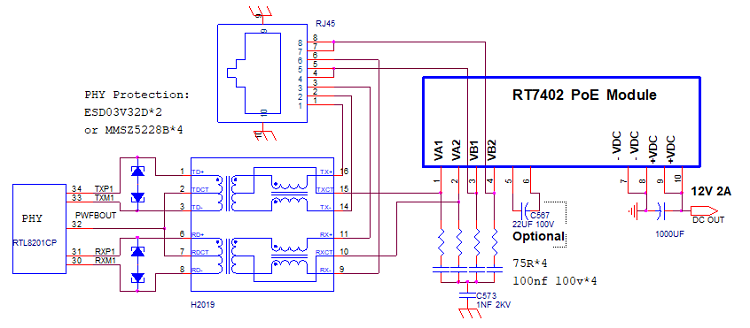 RJ45
9
8
7
6
5
4
3
2
1
10
PHY Protection:
ESD03V32D*2
or MMSZ5228B*4
RT7402 PoE Module
VA1
VA2
VB1
VB2
- VDC
- VDC
+VDC
+VDC
1
2
3
4
5
6
7
8
9
10
12V 2A
DC OUT
1000UF
C567
22UF 100V
Optional
75R*4
100nf 100v*4
C573
1NF 2KV
PHY
RTL8201CP
34
TXP1
33
TXM1
PWFBOUT
32
31
RXP1
30
RXM1
1
TD+
TX+
16
2
TDCT
TXCT
15
3
TD-
TX-
14
6
RD+
RX+
11
7
RDCT
RXCT
10
8
RD-
RX-
9
H2019